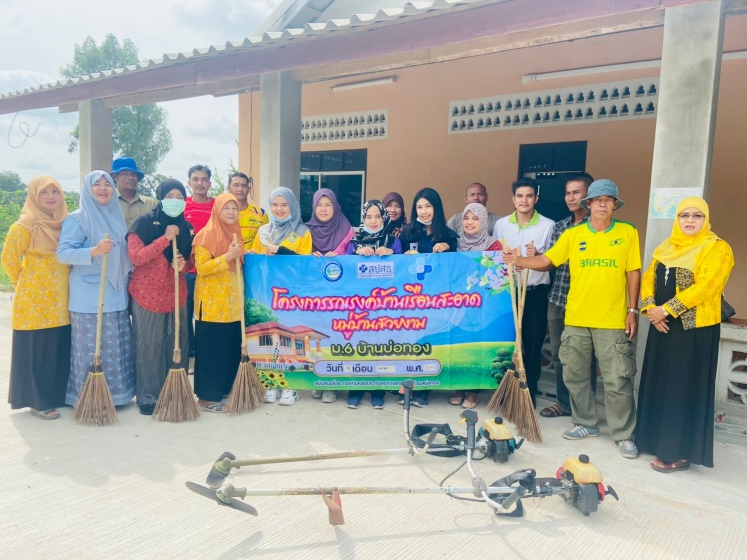 สปสช
โครงการรณรงค์บ้านเรือนสะอาด
หมู่บ้านสวยงาม
ม.6 บ้านบ่อทอง
วันที่ เดือน พ.ศ.
BRASIL